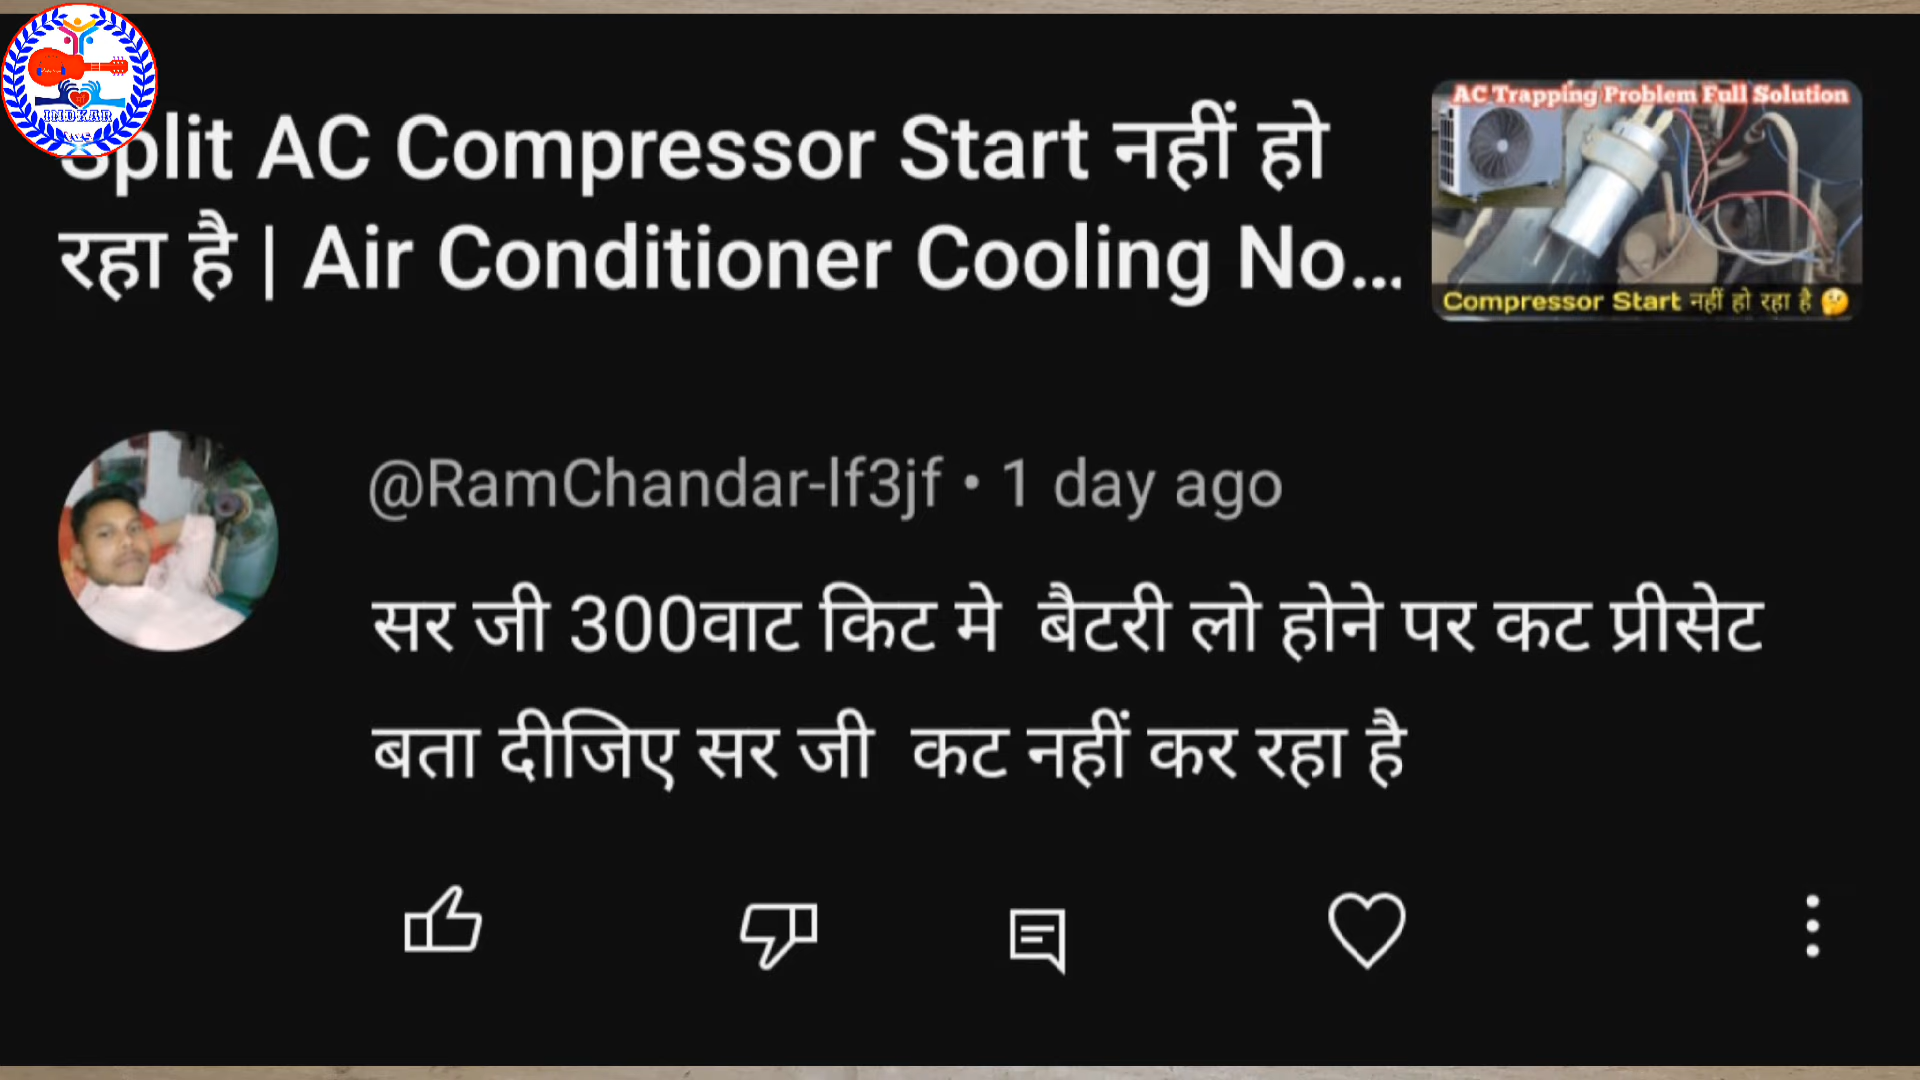 INDKAR
Split AC Compressor Start नहीं हो
रहा है | Air Conditioner Cooling No...
AC Trapping Problem Full Solution
Compressor Start नहीं हो रहा है 🤔
@RamChandar-lf3jf • 1 day ago
सर जी 300वाट किट मे बैटरी लो होने पर कट प्रीसेट
बता दीजिए सर जी कट नहीं कर रहा है